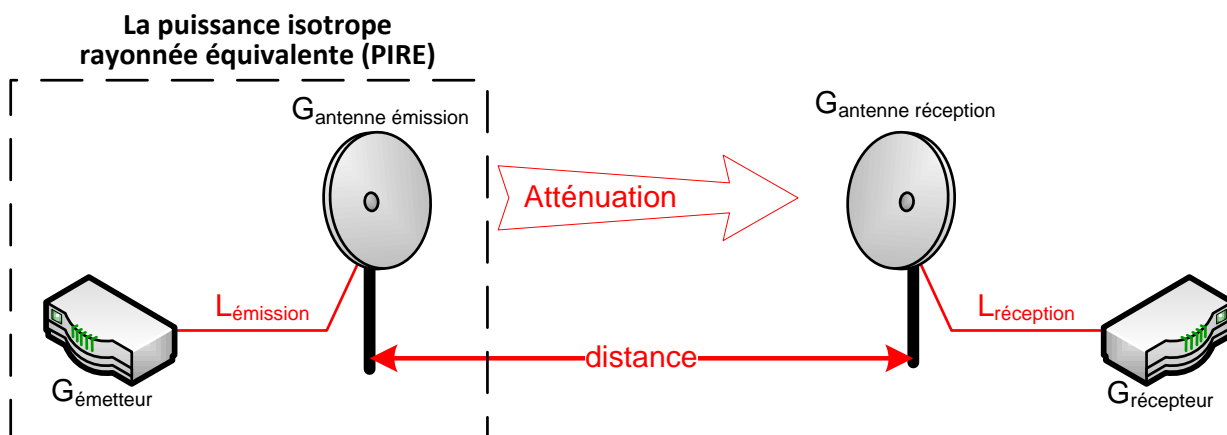 La puissance isotrope
rayonnée équivalente (PIRE)
Gantenne émission
Gantenne réception
Atténuation
Lémission
Lréception
distance
Gémetteur
Grécepteur